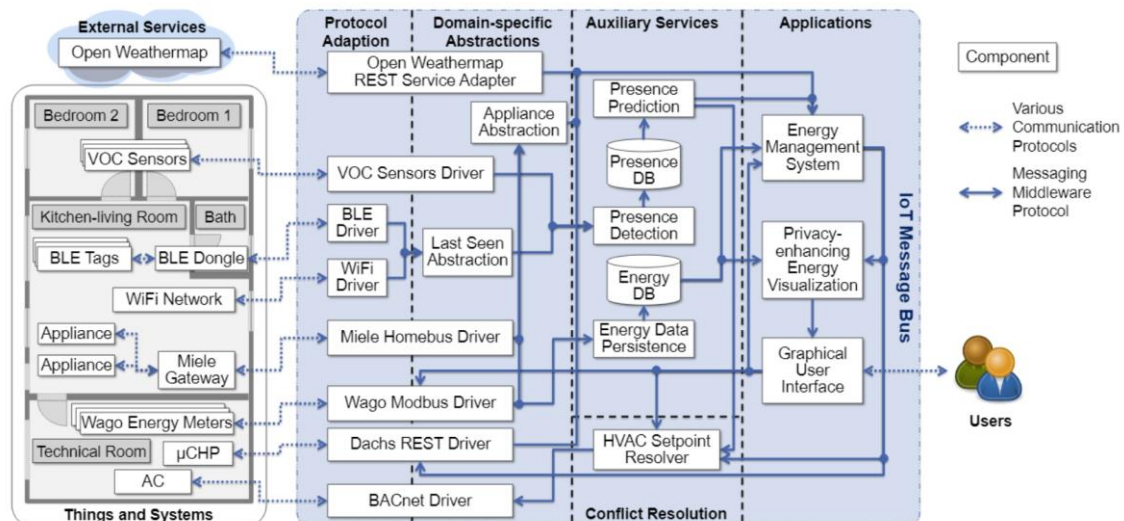 External Services
Open Weathermap
Bedroom 2
Bedroom 1
VOC Sensors
Kitchen-living Room
Bath
BLE Tags
BLE Dongle
WiFi Network
Appliance
Appliance
Miele
Gateway
Wago Energy Meters
Technical Room
µCHP
AC
Things and Systems
Protocol
Adaption
Domain-specific
Abstractions
Auxiliary Services
Applications
Open Weathermap
REST Service Adapter
Appliance
Abstraction
VOC Sensors Driver
BLE
Driver
WiFi
Driver
Last Seen
Abstraction
Miele Homebus Driver
Wago Modbus Driver
Dachs REST Driver
BACnet Driver
Presence
Prediction
Presence
DB
Presence
Detection
Energy
DB
Energy Data
Persistence
HVAC Setpoint
Resolver
Conflict Resolution
Energy
Management
System
Privacy-
enhancing
Energy
Visualization
Graphical
User
Interface
IoT Message Bus
Component
Various
Communication
Protocols
Messaging
Middleware
Protocol
Users